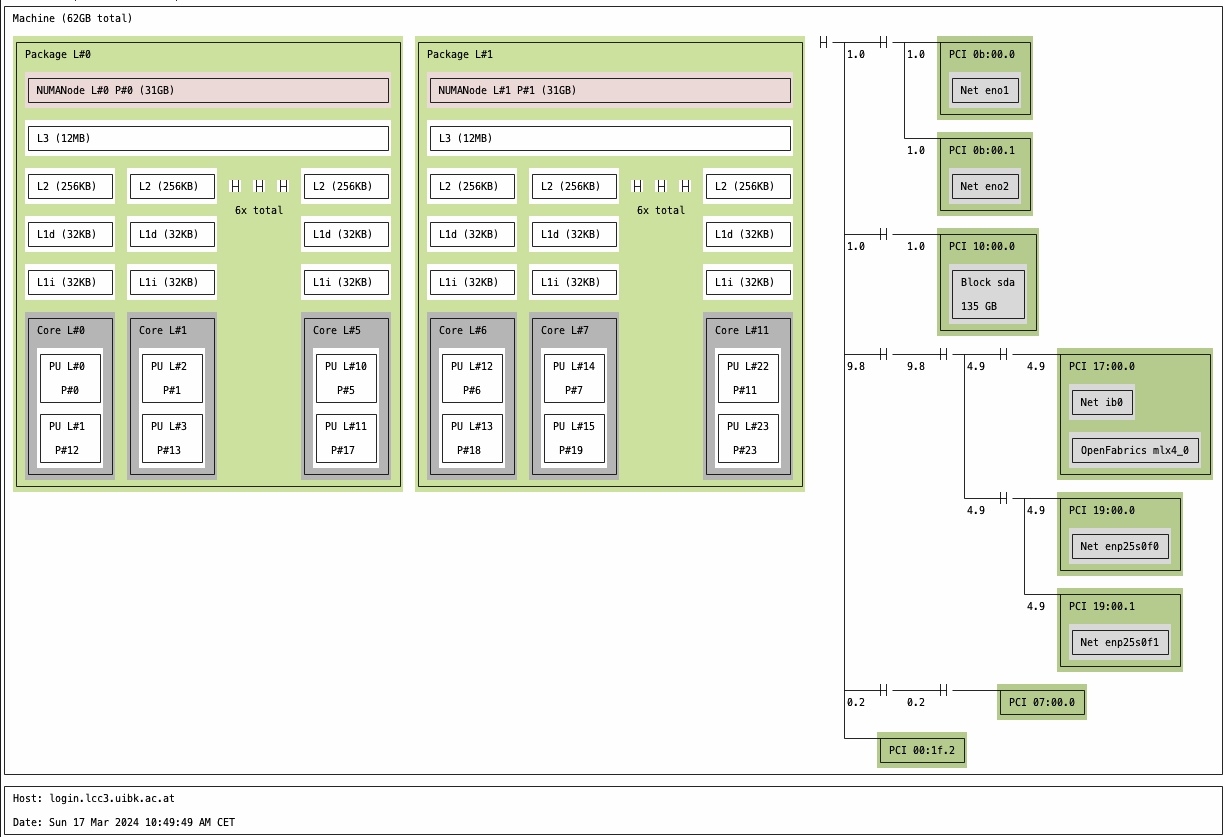 Machine (62GB total)
Package L#0
NUMANode L#0 P#0 (31GB)
L3 (12MB)
L2 (256KB)
L2 (256KB)
6x total
L2 (256KB)
L1d (32KB)
L1d (32KB)
L1d (32KB)
L1i (32KB)
L1i (32KB)
L1i (32KB)
Core L#0
PU L#0
P#0
PU L#1
P#12
Core L#1
PU L#2
P#1
PU L#3
P#13
Core L#5
PU L#10
P#5
PU L#11
P#17
Package L#1
NUMANode L#1 P#1 (31GB)
L3 (12MB)
L2 (256KB)
L2 (256KB)
6x total
L2 (256KB)
L1d (32KB)
L1d (32KB)
L1d (32KB)
L1i (32KB)
L1i (32KB)
L1i (32KB)
Core L#6
PU L#12
P#6
PU L#13
P#18
Core L#7
PU L#14
P#7
PU L#15
P#19
Core L#11
PU L#22
P#11
PU L#23
P#23
1.0
1.0
PCI 0b:00.0
Net eno1
1.0
PCI 0b:00.1
Net eno2
1.0
1.0
PCI 10:00.0
Block sda
135 GB
9.8
9.8
4.9
4.9
PCI 17:00.0
Net ib0
OpenFabrics mlx4_0
4.9
4.9
PCI 19:00.0
Net enp25s0f0
4.9
PCI 19:00.1
Net enp25s0f1
0.2
0.2
PCI 07:00.0
PCI 00:1f.2
Host: login.lcc3.uibk.ac.at
Date: Sun 17 Mar 2024 10:49:49 AM CET